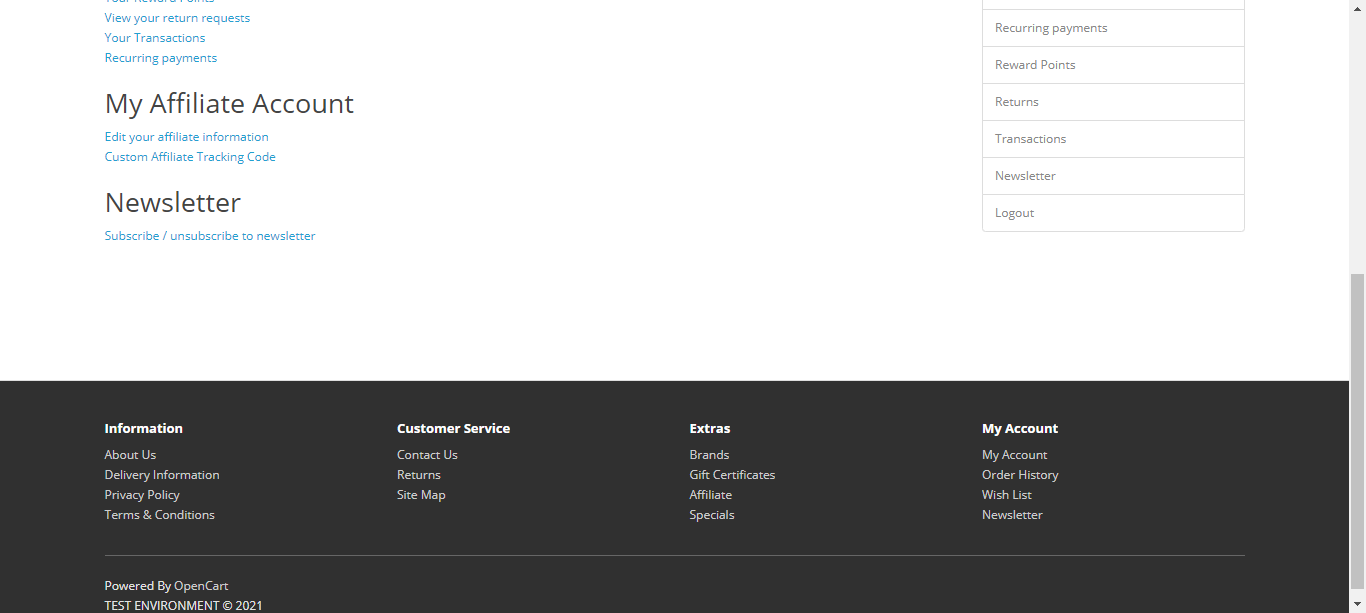 Your Reward Points
View your return requests
Your Transactions
Recurring payments
My Affiliate Account
Edit your affiliate information
Custom Affiliate Tracking Code
Newsletter
Subscribe / unsubscribe to newsletter
Recurring payments
Reward Points
Returns
Transactions
Newsletter
Logout
Information
About Us
Delivery Information
Privacy Policy
Terms & Conditions
Customer Service
Contact Us
Returns
Site Map
Extras
Brands
Gift Certificates
Affiliate
Specials
My Account
My Account
Order History
Wish List
Newsletter
Powered By OpenCart
TEST ENVIRONMENT © 2021